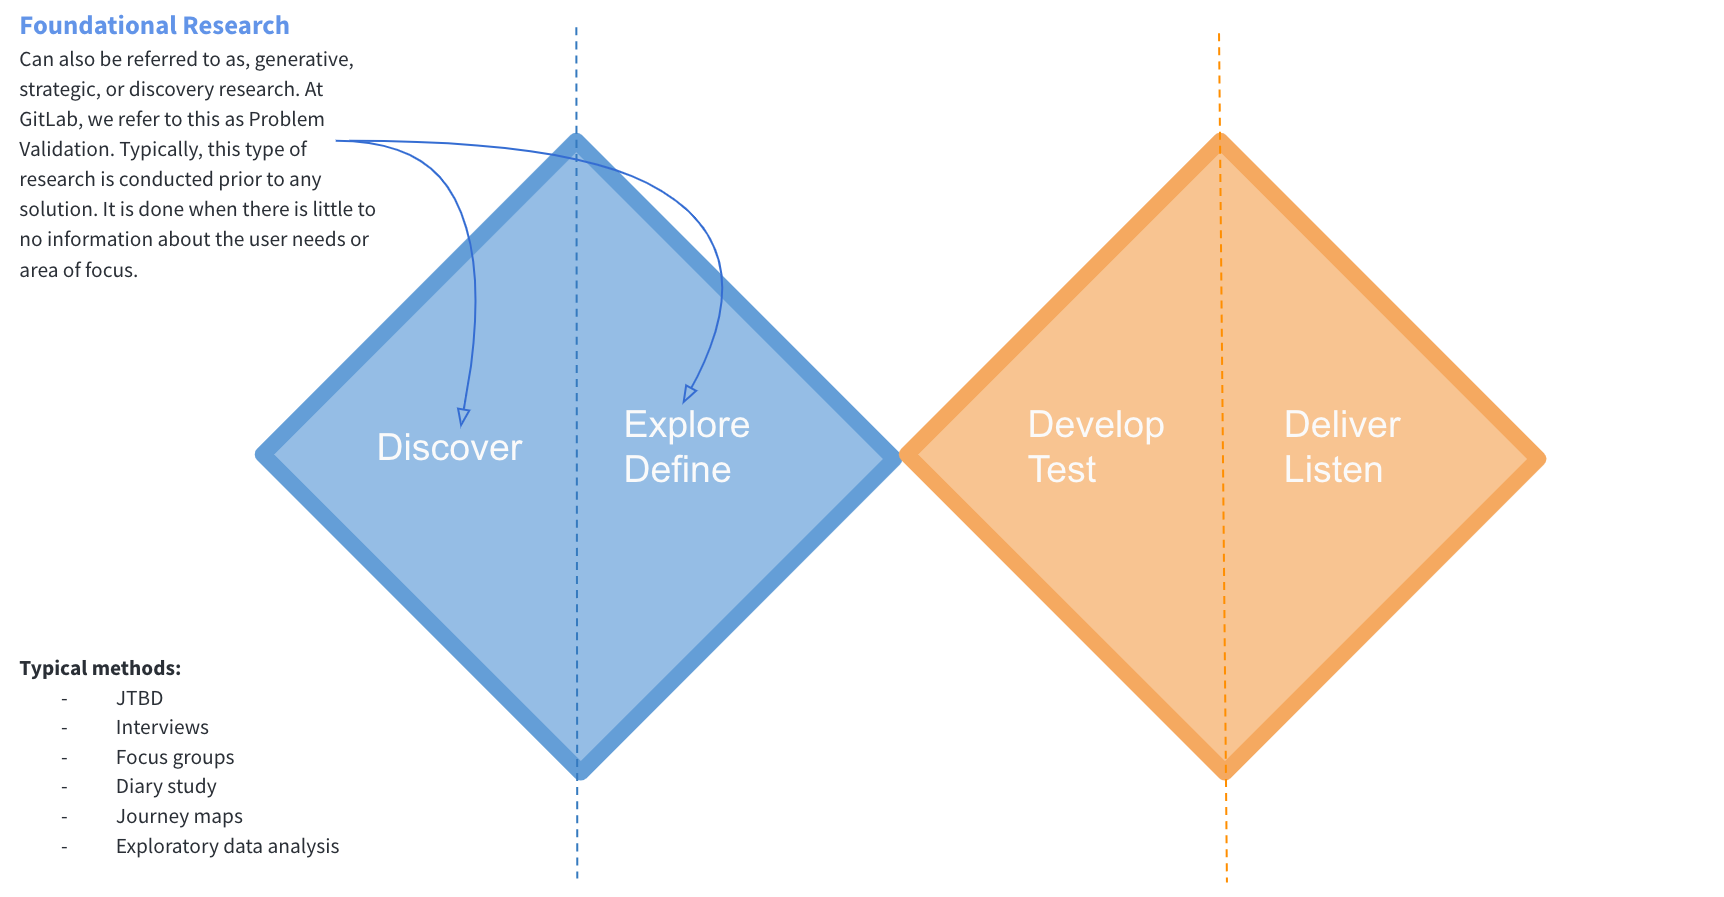 Foundational Research
Can also be referred to as, generative,
strategic, or discovery research. At
GitLab, we refer to this as Problem
Validation. Typically, this type of
research is conducted prior to any
solution. It is done when there is little to
no information about the user needs or
area of focus.
Discover
Explore
Define
Develop
Test
Deliver
Listen
Typical methods:
- JTBD
- Interviews
- Focus groups
- Diary study
- Journey maps
- Exploratory data analysis